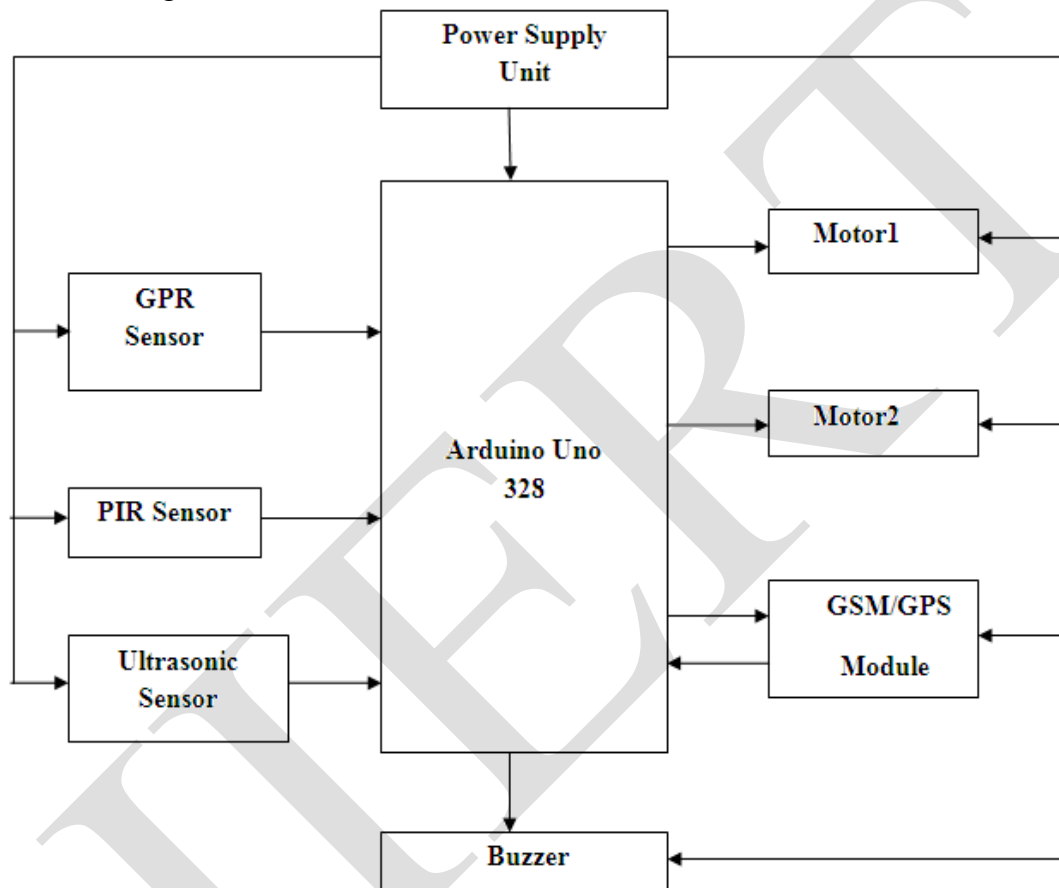 Power Supply
Unit
Motor1
GPR
Sensor
Motor2
Arduino Uno
328
PIR Sensor
GSM/GPS
Module
Ultrasonic
Sensor
Buzzer